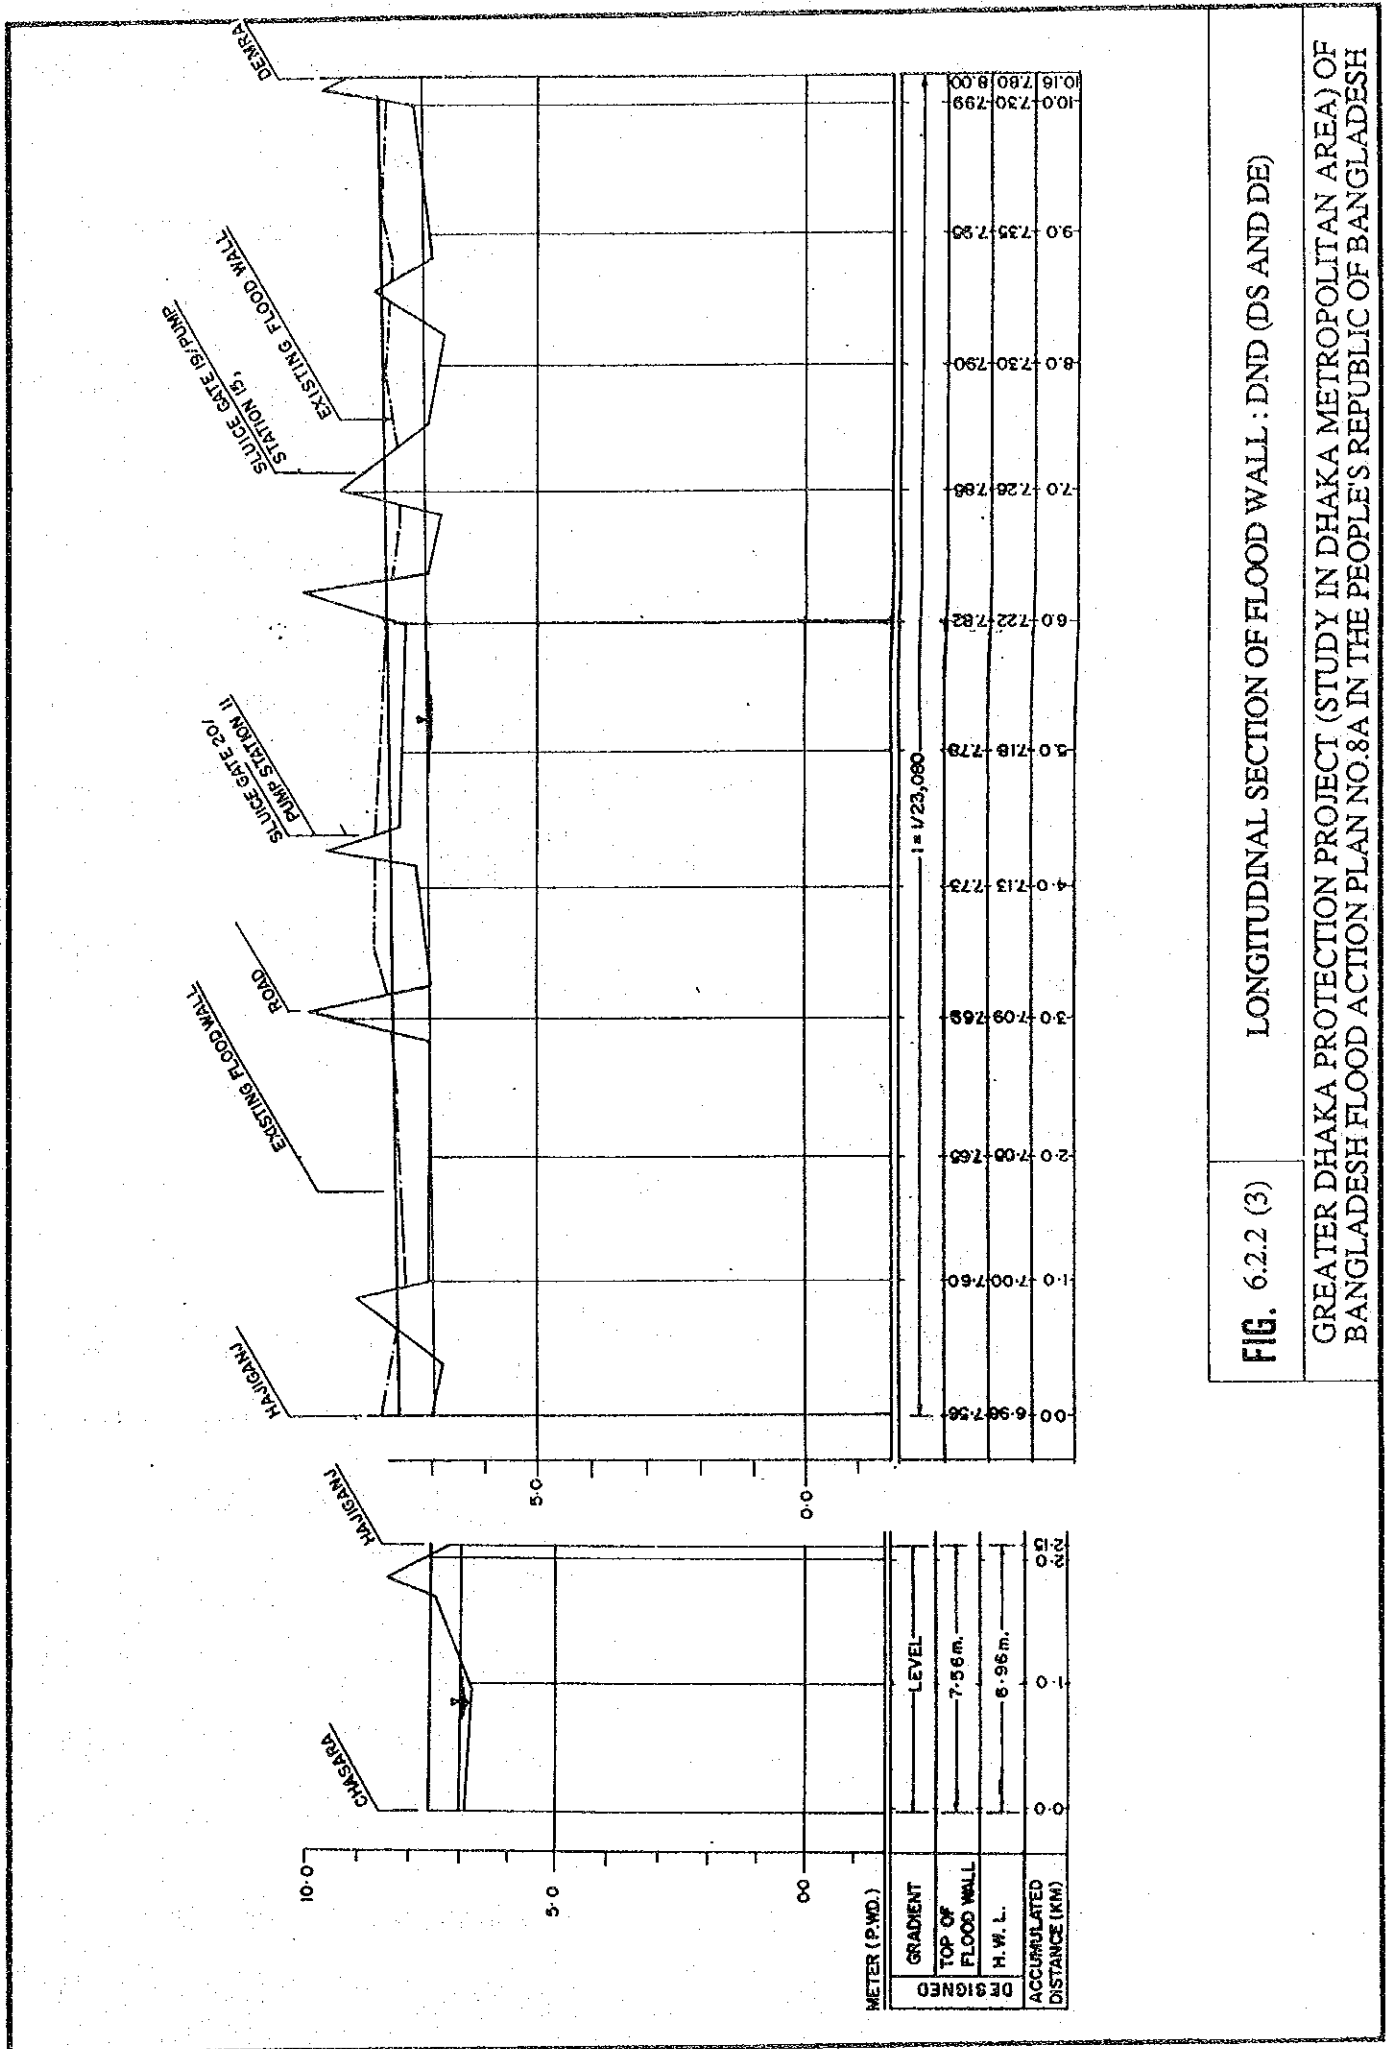 CHASARA
HAJIGANJ
HAJIGANJ
EXISTING FLOOD WALL
ROAD
SLUICE GATE 20/
PUMP STATION 11
SLUICE GATE 19/PUMP
STATION 15,
EXISTING FLOOD WALL
DEMRA
10.0
5.0
0.0
5.0
0.0
METER (P.W.D.)
DESIGNED
GRADIENT
LEVEL
I = 1/23,080
TOP OF
FLOOD WALL
7.56m.
7.56 7.60 7.65 7.69 7.73 7.78 7.82 7.86 7.90 7.95 7.99 8.00
H.W.L.
6.96m.
6.96 7.00 7.05 7.09 7.13 7.18 7.22 7.26 7.30 7.35 7.30 7.80
ACCUMULATED
DISTANCE (KM)
0.0 1.0 2.0 2.15
0.0 1.0 2.0 3.0 4.0 5.0 6.0 7.0 8.0 9.0 10.0 10.16
FIG. 6.2.2 (3)
LONGITUDINAL SECTION OF FLOOD WALL : DND (DS AND DE)
GREATER DHAKA PROTECTION PROJECT (STUDY IN DHAKA METROPOLITAN AREA) OF
BANGLADESH FLOOD ACTION PLAN NO.8A IN THE PEOPLE'S REPUBLIC OF BANGLADESH